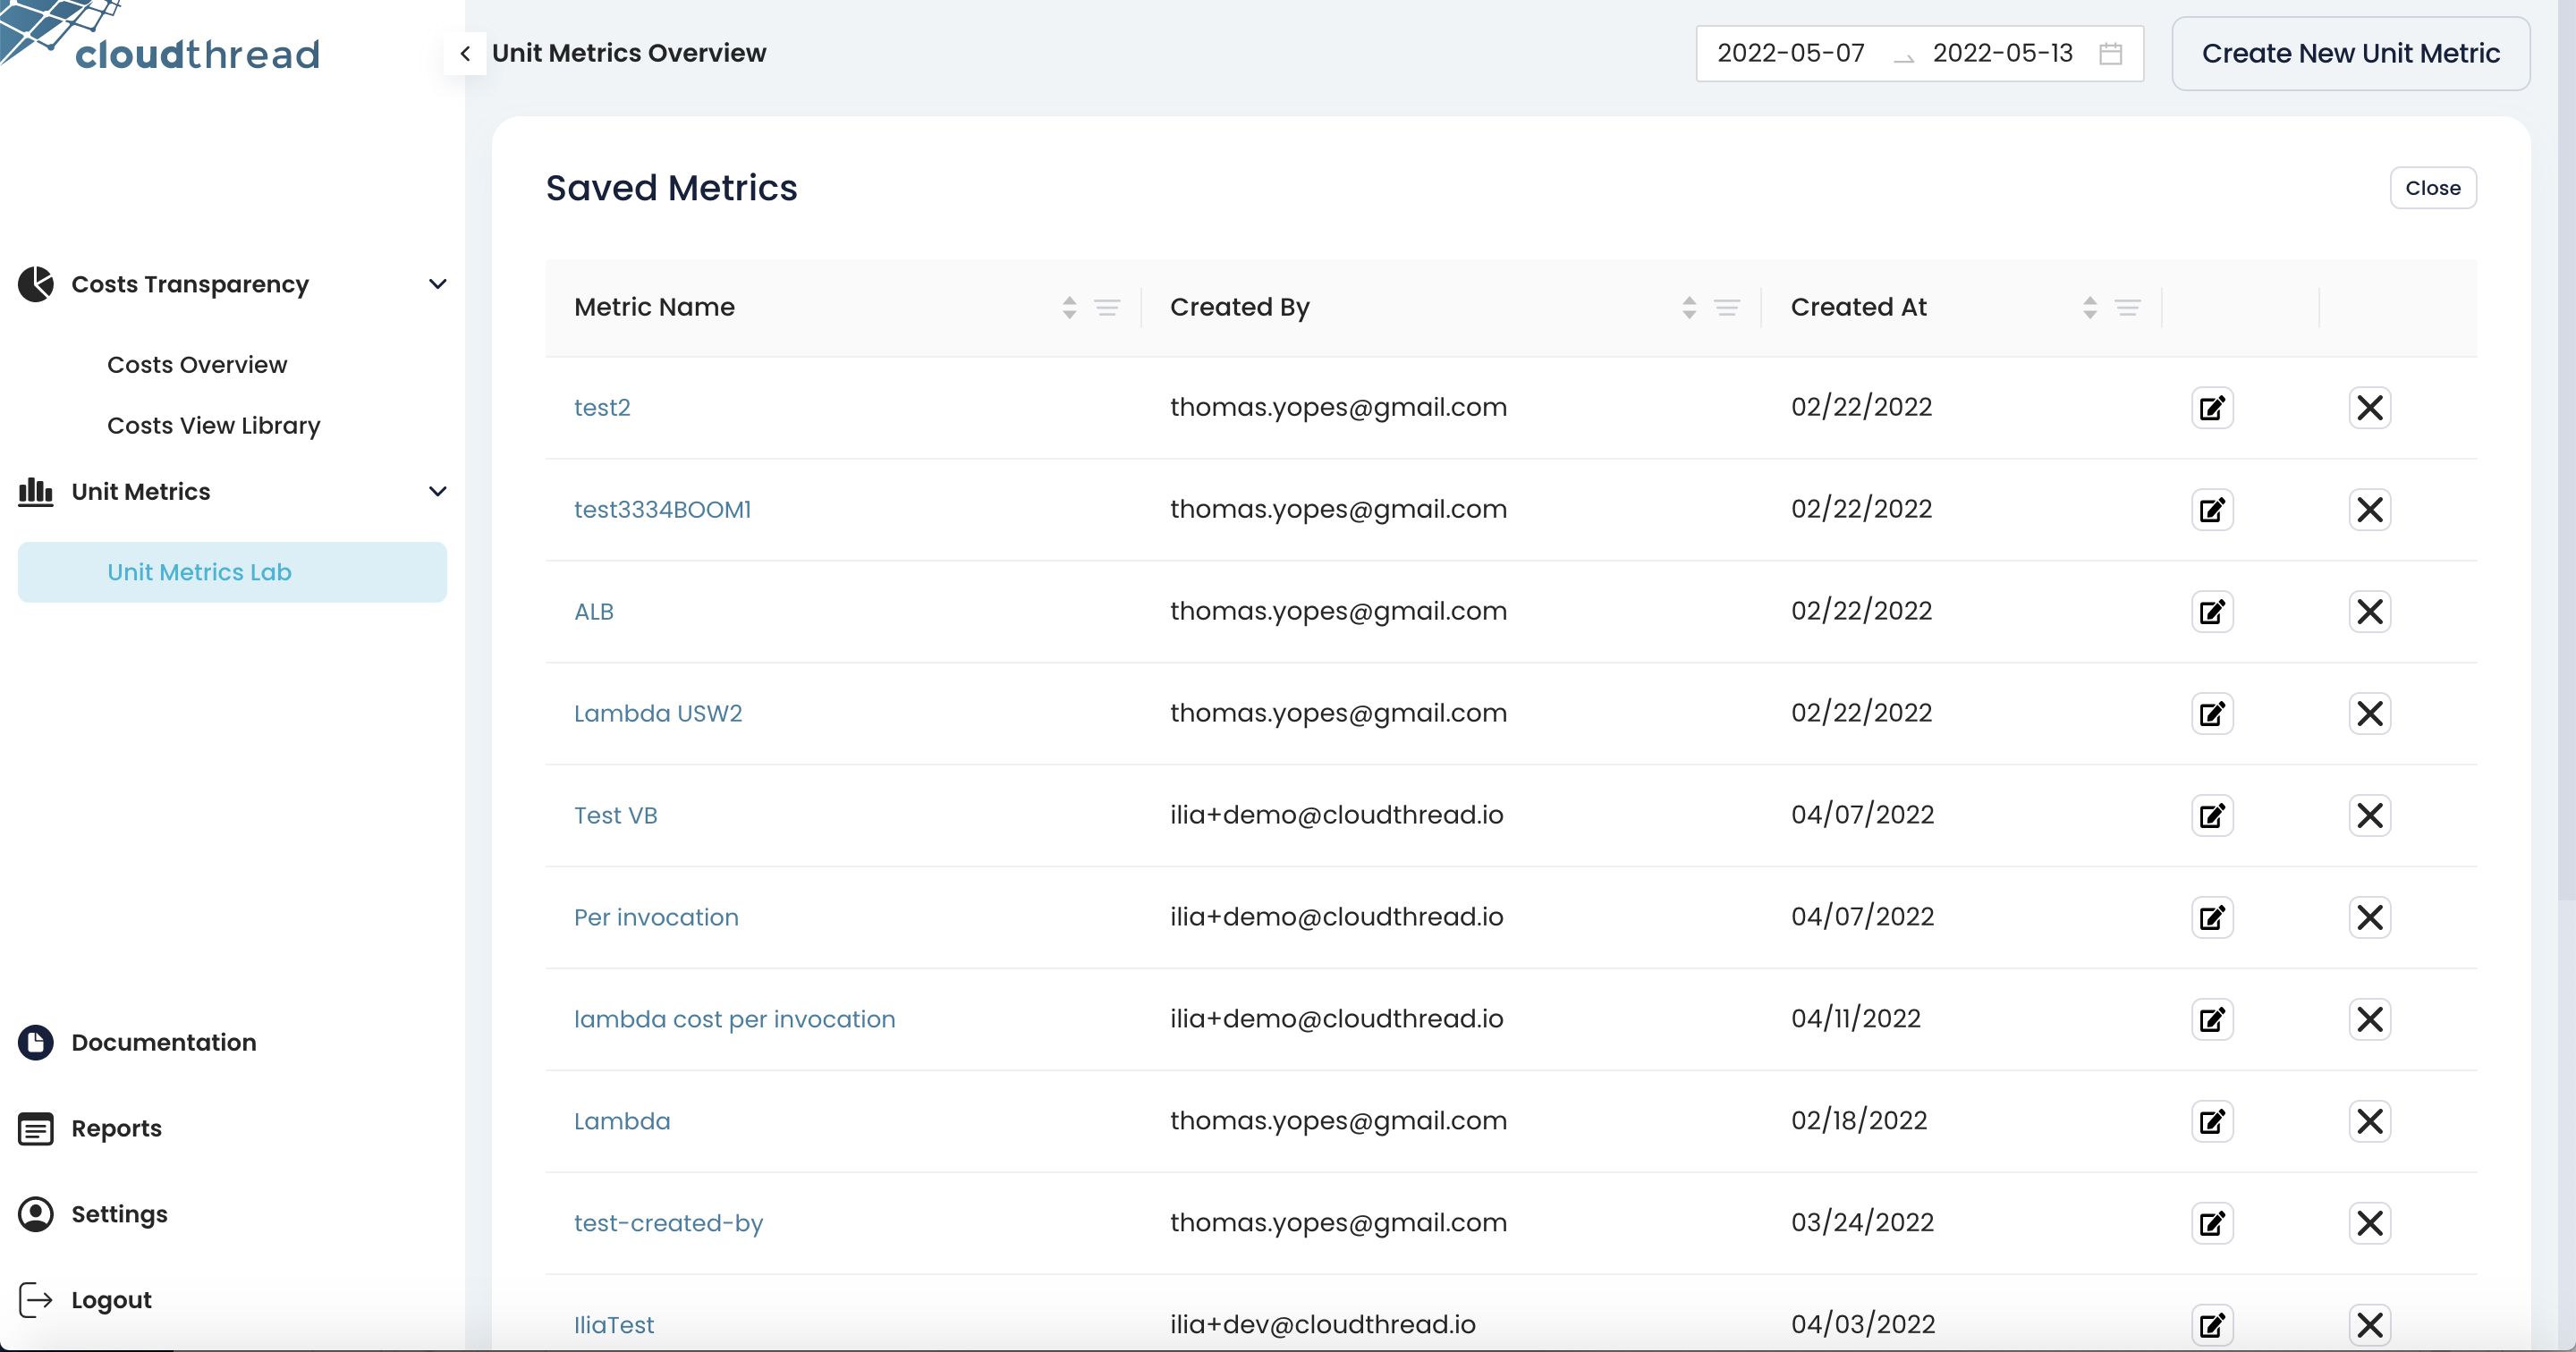 cloudthread
Unit Metrics Overview
2022-05-07 2022-05-13
Create New Unit Metric
Saved Metrics
Close
Costs Transparency
Costs Overview
Costs View Library
Unit Metrics
Unit Metrics Lab
Documentation
Reports
Settings
Logout
Metric Name Created By Created At
test2 thomas.yopes@gmail.com 02/22/2022
test3334BOOM1 thomas.yopes@gmail.com 02/22/2022
ALB thomas.yopes@gmail.com 02/22/2022
Lambda USW2 thomas.yopes@gmail.com 02/22/2022
Test VB ilia+demo@cloudthread.io 04/07/2022
Per invocation ilia+demo@cloudthread.io 04/07/2022
lambda cost per invocation ilia+demo@cloudthread.io 04/11/2022
Lambda thomas.yopes@gmail.com 02/18/2022
test-created-by thomas.yopes@gmail.com 03/24/2022
IliaTest ilia+dev@cloudthread.io 04/03/2022